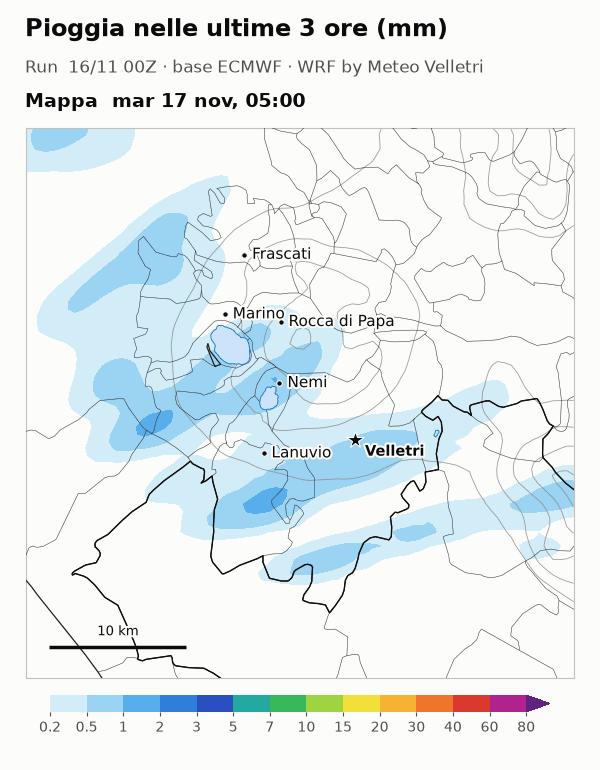 Pioggia nelle ultime 3 ore (mm)
Run  16/11 00Z · base ECMWF · WRF by Meteo Velletri
Mappa  mar 17 nov, 05:00
Frascati
Marino
Rocca di Papa
Nemi
Velletri
Lanuvio
10 km
0.2 0.5 1 2 3 5 7 10 15 20 30 40 60 80